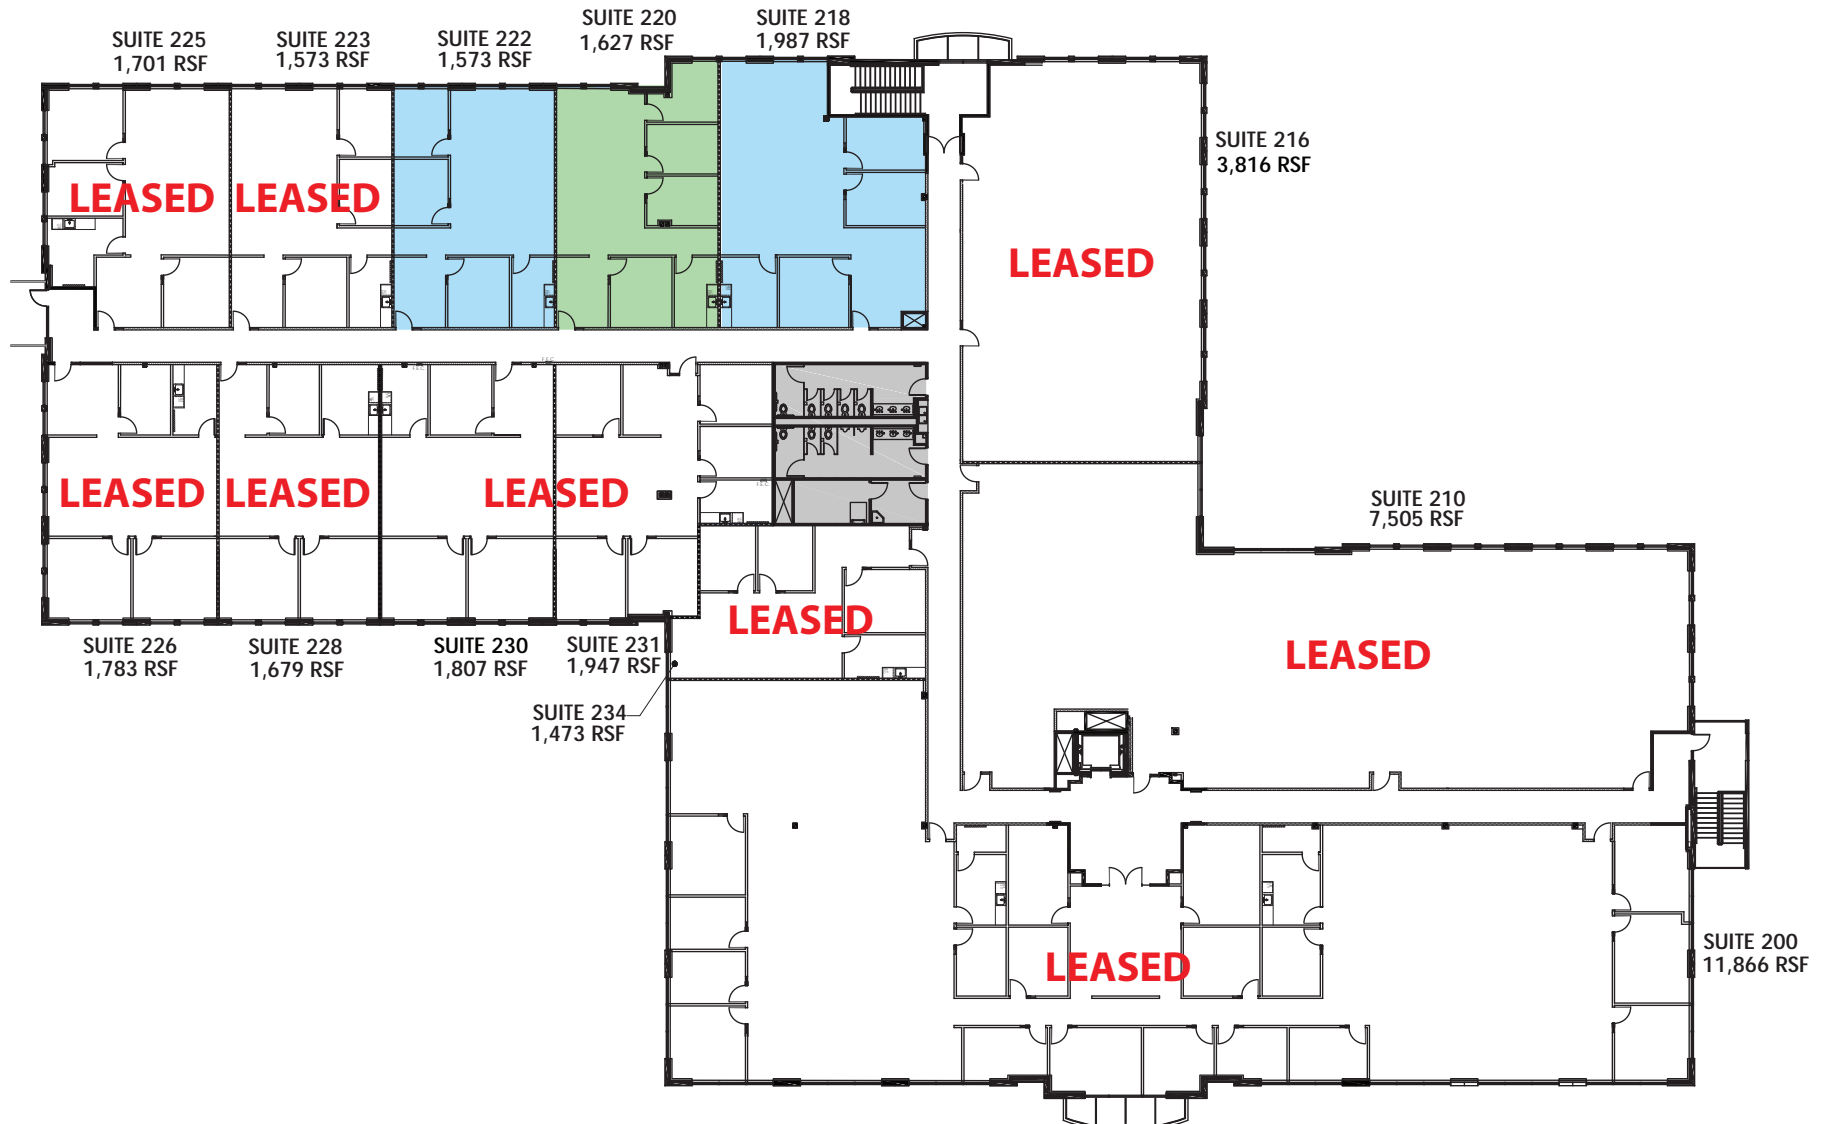 SUITE 220
1,627 RSF
SUITE 218
1,987 RSF
SUITE 225
1,701 RSF
SUITE 223
1,573 RSF
SUITE 222
1,573 RSF
SUITE 216
3,816 RSF
LEASED
LEASED
LEASED
LEASED
LEASED
LEASED
SUITE 210
7,505 RSF
LEASED
LEASED
SUITE 226
1,783 RSF
SUITE 228
1,679 RSF
SUITE 230
1,807 RSF
SUITE 231
1,947 RSF
SUITE 234
1,473 RSF
LEASED
SUITE 200
11,866 RSF